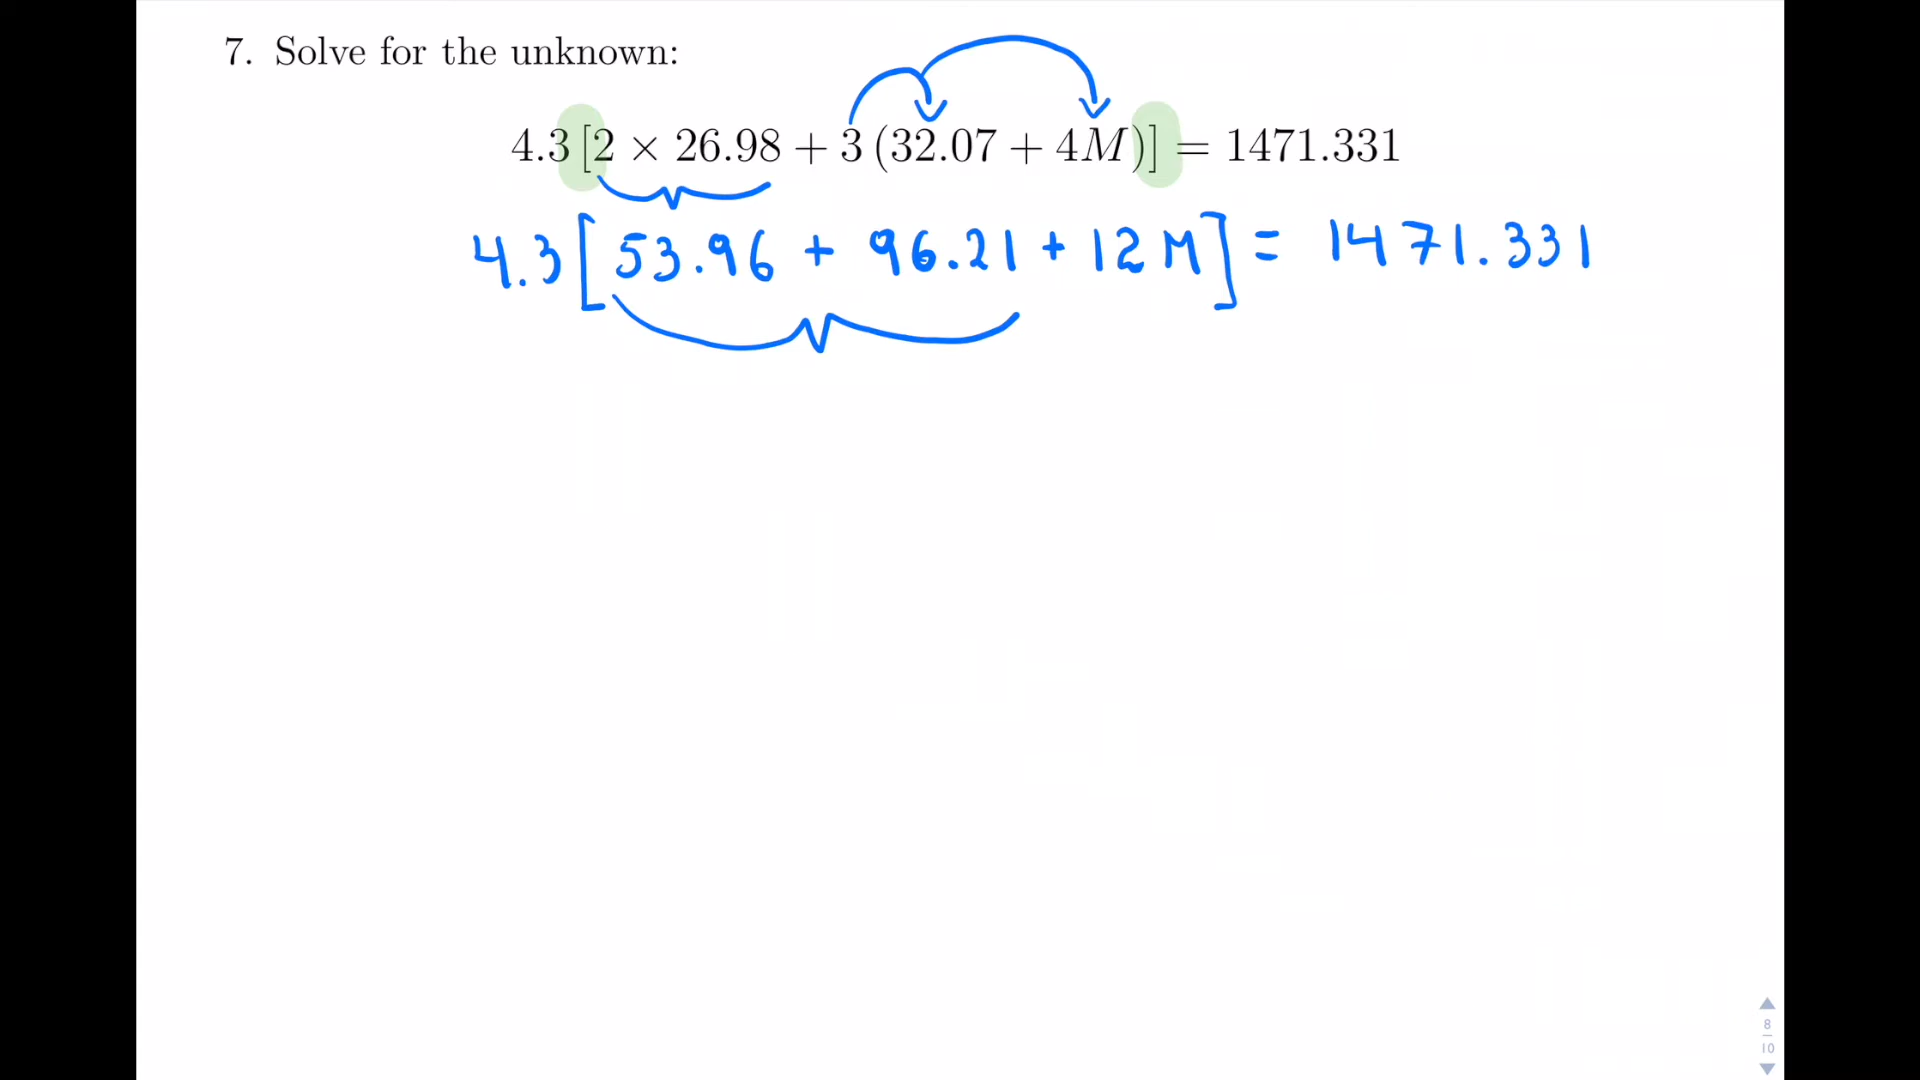 7. Solve for the unknown:
4.3 [2 × 26.98 + 3 (32.07 + 4M)] = 1471.331
4.3 [53.96 + 96.21 + 12M] = 1471.331
8
10